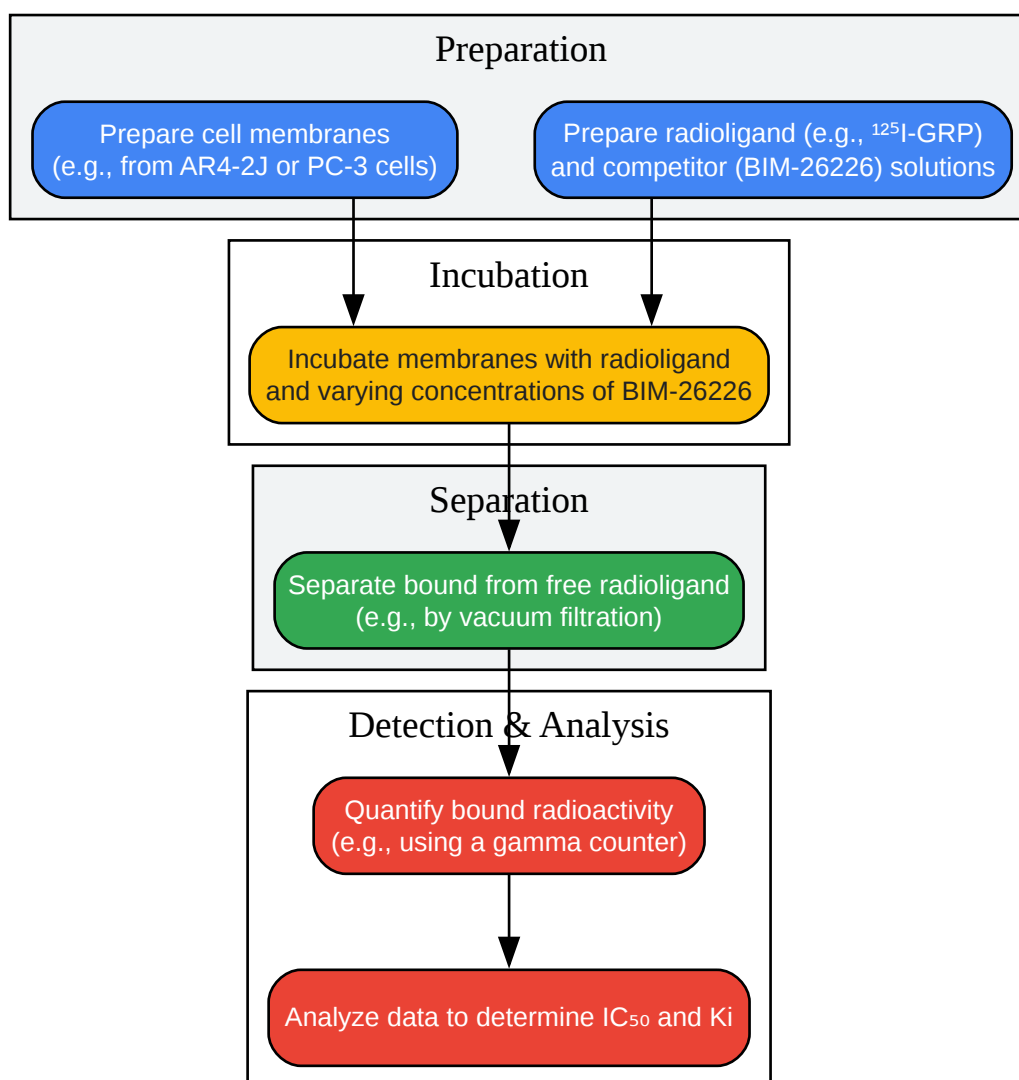 Preparation
Prepare cell membranes
(e.g., from AR4-2J or PC-3 cells)
Prepare radioligand (e.g., ¹²⁵I-GRP)
and competitor (BIM-26226) solutions
Incubation
Incubate membranes with radioligand
and varying concentrations of BIM-26226
Separation
Separate bound from free radioligand
(e.g., by vacuum filtration)
Detection & Analysis
Quantify bound radioactivity
(e.g., using a gamma counter)
Analyze data to determine IC₅₀ and Ki